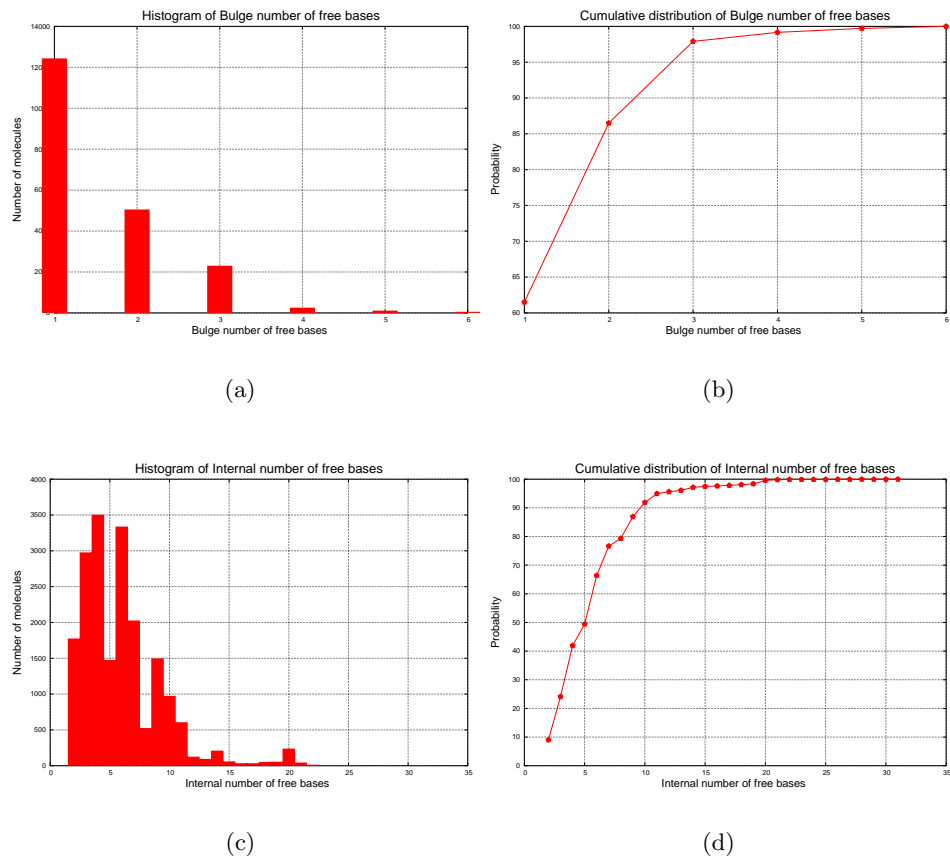 Histogram of Bulge number of free bases
14000
120
100
80
60
40
20
0
Number of molecules
1 2 3 4 5 6
Bulge number of free bases
(a)
Cumulative distribution of Bulge number of free bases
100
95
90
85
80
75
70
65
60
Probability
1 2 3 4 5 6
Bulge number of free bases
(b)
Histogram of Internal number of free bases
4000
3500
3000
2500
2000
1500
1000
500
0
Number of molecules
0 5 10 15 20 25 30 35
Internal number of free bases
(c)
Cumulative distribution of Internal number of free bases
100
90
80
70
60
50
40
30
20
10
0
Probability
0 5 10 15 20 25 30 35
Internal number of free bases
(d)